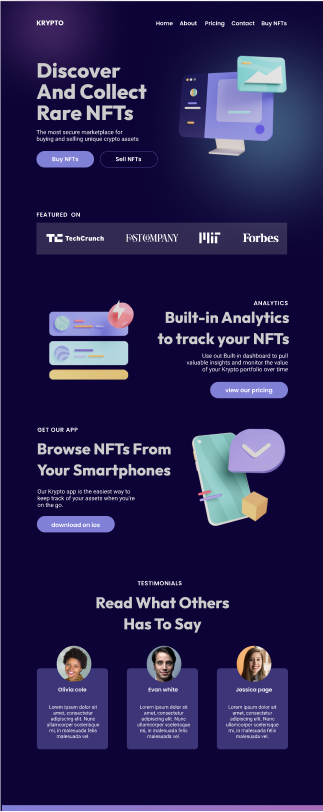 KRYPTO
Home About Pricing Contact Buy NFTs
Discover
And Collect
Rare NFTs
The most secure marketplace for
buying and selling unique crypto assets
Buy NFTs Sell NFTs
FEATURED ON
TechCrunch FAST COMPANY MIT Forbes
ANALYTICS
Built-in Analytics
to track your NFTs
Use out Built-in dashboard to pull
valuable insights and monitor the value
of your Krypto portfolio over time
view our pricing
GET OUR APP
Browse NFTs From
Your Smartphones
Our Krypto app is the easiest way to
keep track of your assets when you're
on the go.
download on ios
TESTIMONIALS
Read What Others
Has To Say
Olivia cole
Lorem ipsum dolor sit
amet, consectetur
adipiscing elit. Nunc
ullamcorper scelerisque
mi, in malesuada felis
malesuada vel.
Evan white
Lorem ipsum dolor sit
amet, consectetur
adipiscing elit. Nunc
ullamcorper scelerisque
mi, in malesuada felis
malesuada vel.
Jessica page
Lorem ipsum dolor sit
amet, consectetur
adipiscing elit. Nunc
ullamcorper scelerisque
mi, in malesuada felis
malesuada vel.